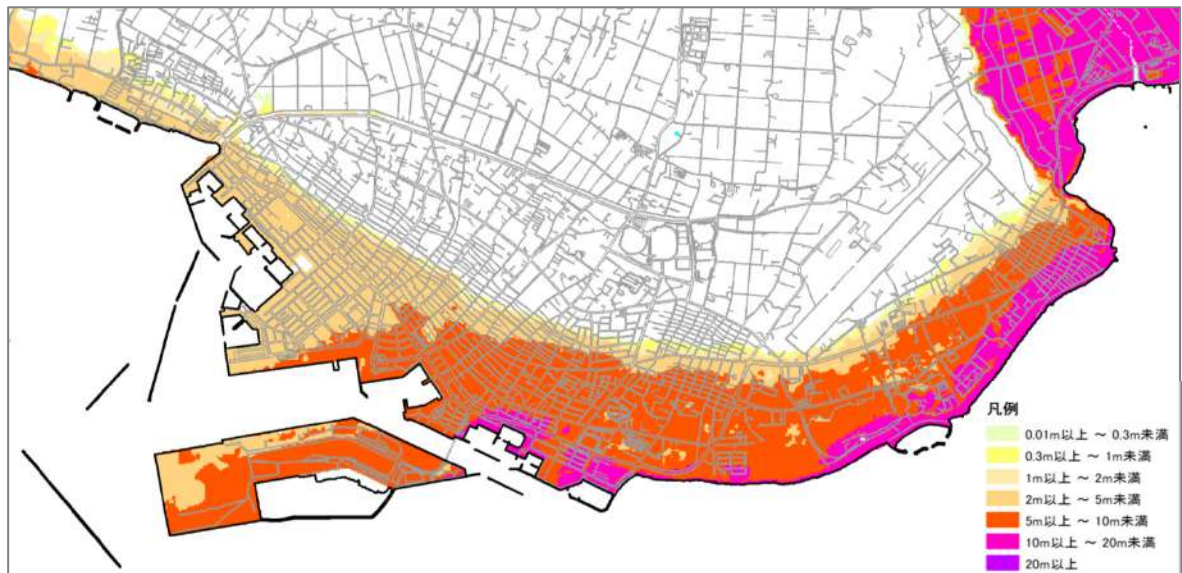 凡例
0.01m以上 ～ 0.3m未満
0.3m以上 ～ 1m未満
1m以上 ～ 2m未満
2m以上 ～ 5m未満
5m以上 ～ 10m未満
10m以上 ～ 20m未満
20m以上